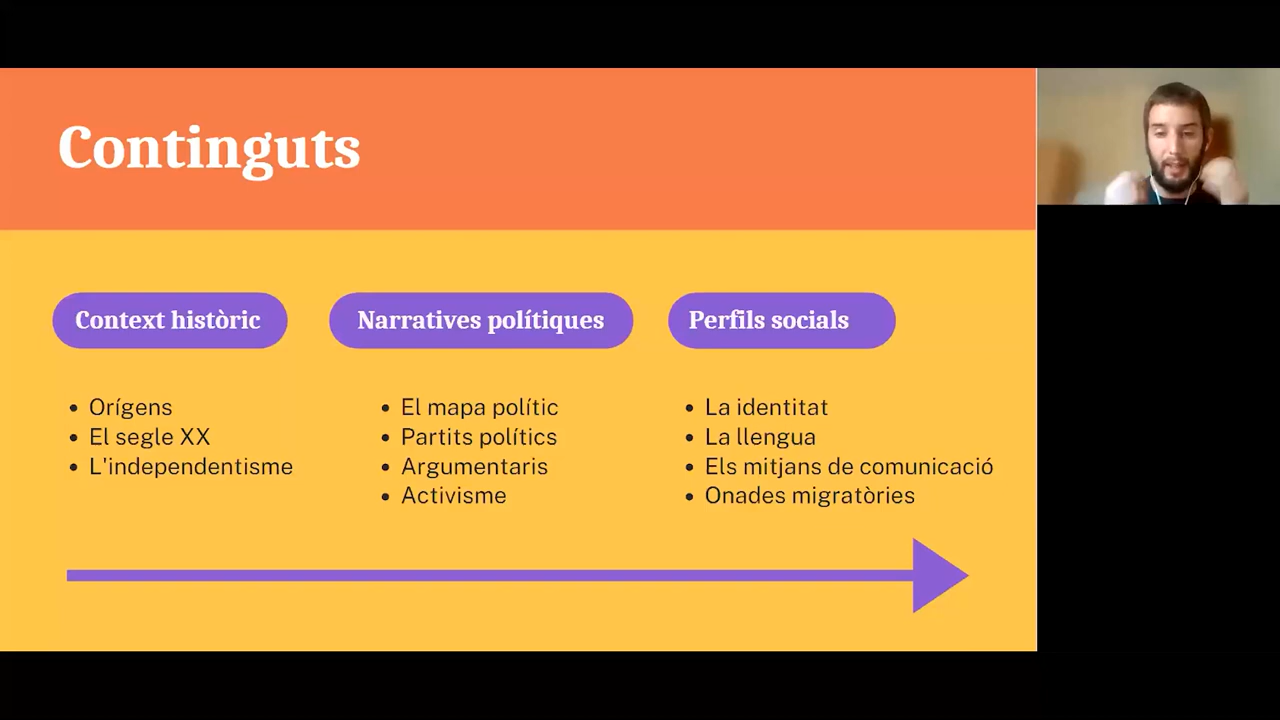 Continguts
Context històric
Orígens
El segle XX
L'independentisme
Narratives polítiques
El mapa polític
Partits polítics
Argumentaris
Activisme
Perfils socials
La identitat
La llengua
Els mitjans de comunicació
Onades migratòries